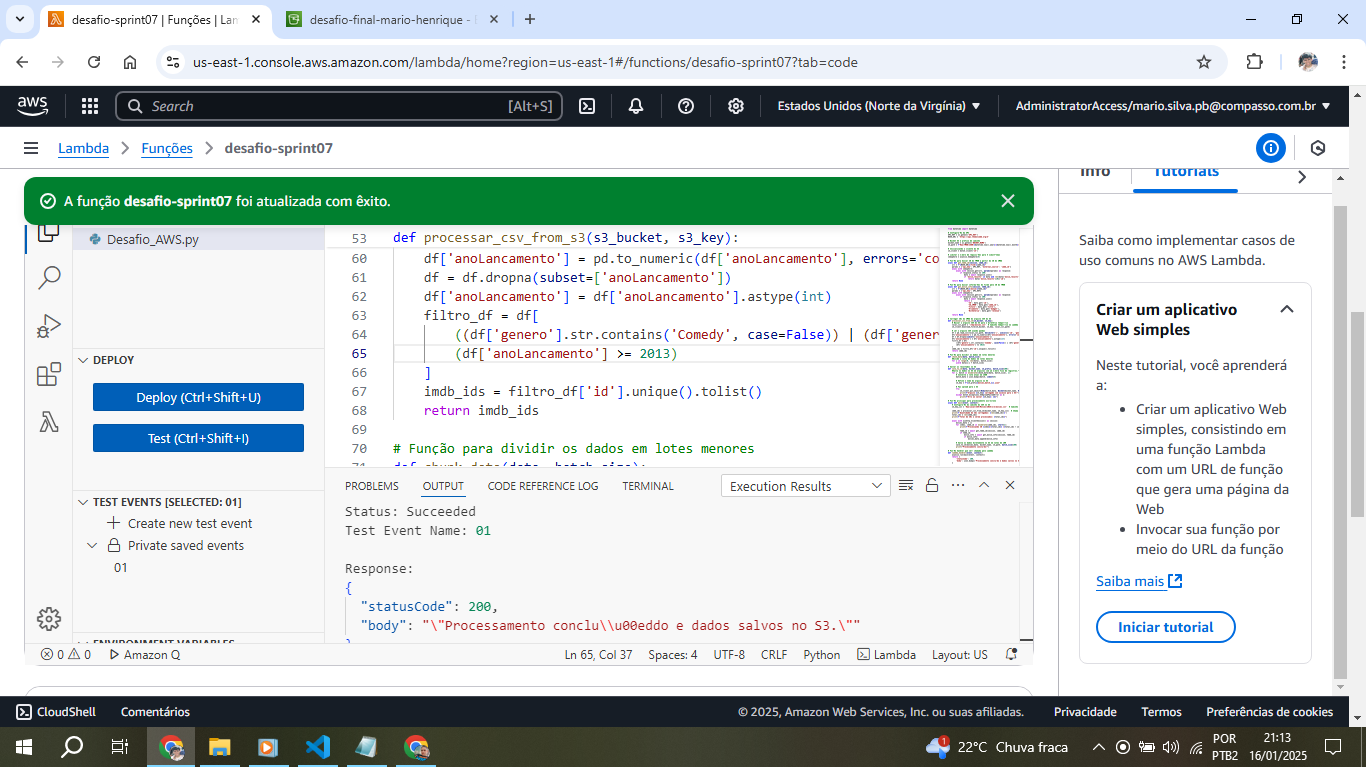 desafio-sprint07 | Funções | Lam
desafio-final-mario-henrique -
us-east-1.console.aws.amazon.com/lambda/home?region=us-east-1#/functions/desafio-sprint07?tab=code
aws
Search
[Alt+S]
Estados Unidos (Norte da Virgínia)
AdministratorAccess/mario.silva.pb@compasso.com.br
Lambda
Funções
desafio-sprint07
A função desafio-sprint07 foi atualizada com êxito.
Desafio_AWS.py
DEPLOY
Deploy (Ctrl+Shift+U)
Test (Ctrl+Shift+I)
TEST EVENTS [SELECTED: 01]
Create new test event
Private saved events
01
ENVIRONMENT VARIABLES
53 def processar_csv_from_s3(s3_bucket, s3_key):
60 df['anoLancamento'] = pd.to_numeric(df['anoLancamento'], errors='co
61 df = df.dropna(subset=['anoLancamento'])
62 df['anoLancamento'] = df['anoLancamento'].astype(int)
63 filtro_df = df[
64 ((df['genero'].str.contains('Comedy', case=False)) | (df['gener
65 (df['anoLancamento'] >= 2013)
66 ]
67 imdb_ids = filtro_df['id'].unique().tolist()
68 return imdb_ids
69
70 # Função para dividir os dados em lotes menores
71 def chunk_data(data, batch_size):
PROBLEMS
OUTPUT
CODE REFERENCE LOG
TERMINAL
Execution Results
Status: Succeeded
Test Event Name: 01
Response:
{
"statusCode": 200,
"body": "\"Processamento conclu\\u00eddo e dados salvos no S3.\""
}
0 0
Amazon Q
Ln 65, Col 37
Spaces: 4
UTF-8
CRLF
Python
Lambda
Layout: US
Info
Tutorials
Saiba como implementar casos de
uso comuns no AWS Lambda.
Criar um aplicativo
Web simples
Neste tutorial, você aprenderá
a:
• Criar um aplicativo Web
simples, consistindo em
uma função Lambda
com um URL de função
que gera uma página da
Web
• Invocar sua função por
meio do URL da função
Saiba mais
Iniciar tutorial
CloudShell
Comentários
© 2025, Amazon Web Services, Inc. ou suas afiliadas.
Privacidade
Termos
Preferências de cookies
1
22°C Chuva fraca
POR
PTB2
21:13
16/01/2025